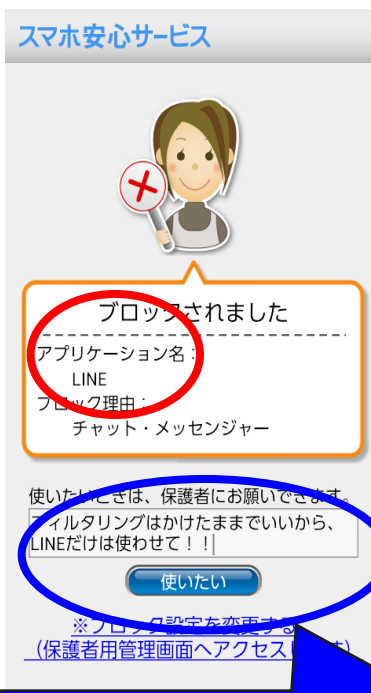 スマホ安心サービス
ブロックされました
アプリケーション名：
LINE
ブロック理由：
チャット・メッセンジャー
使いたいときは、保護者にお願いできます。
フィルタリングはかけたままでいいから、
LINEだけは使わせて！！
使いたい
※ブロック設定を変更する
（保護者用管理画面へアクセスします）